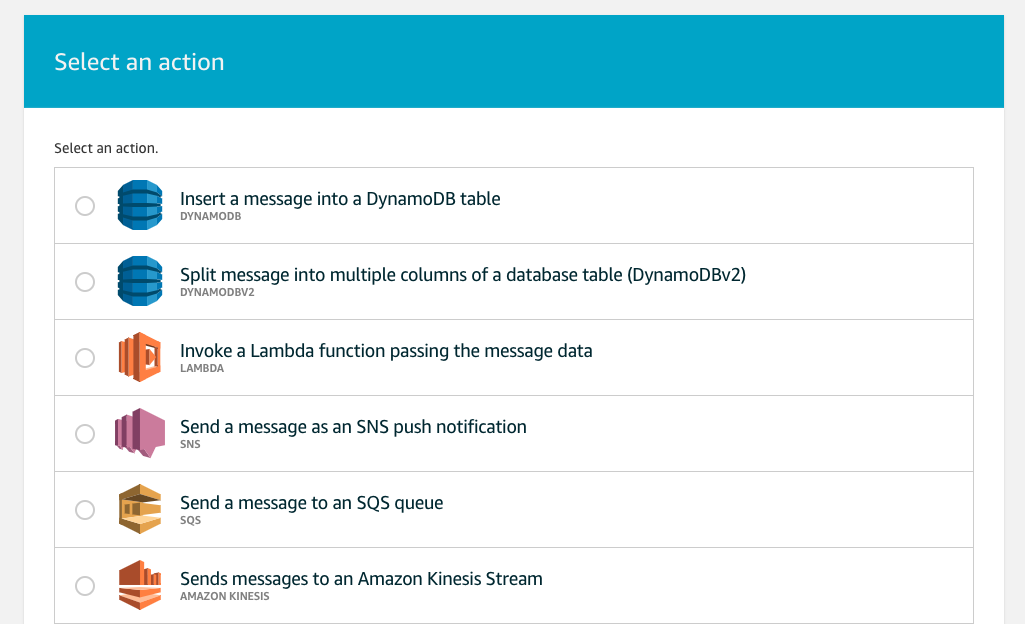 Select an action
Select an action.
Insert a message into a DynamoDB table
DYNAMODB
Split message into multiple columns of a database table (DynamoDBv2)
DYNAMODBV2
Invoke a Lambda function passing the message data
LAMBDA
Send a message as an SNS push notification
SNS
Send a message to an SQS queue
SQS
Sends messages to an Amazon Kinesis Stream
AMAZON KINESIS